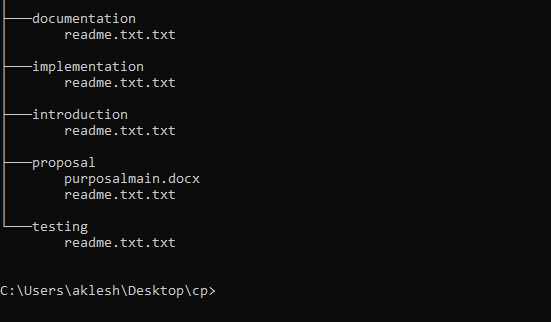 documentation
readme.txt.txt
implementation
readme.txt.txt
introduction
readme.txt.txt
proposal
purposalmain.docx
readme.txt.txt
testing
readme.txt.txt
C:\Users\aklesh\Desktop\cp>